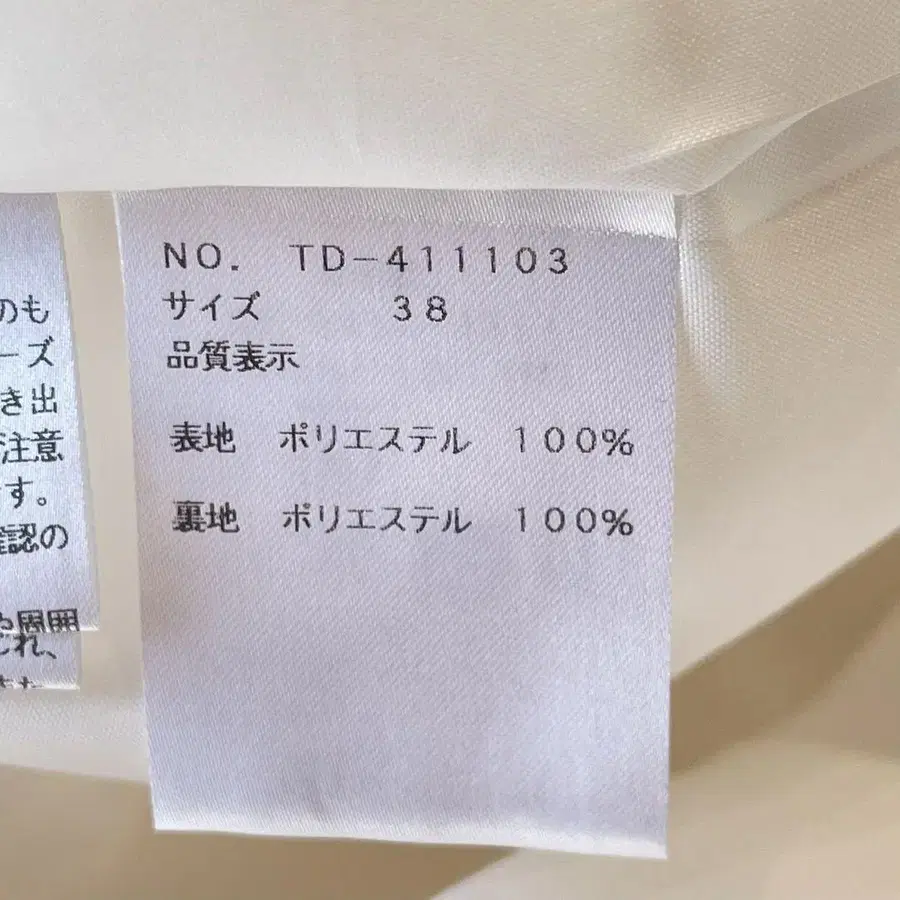 NO. TD-411103
サイズ 38
品質表示
表地 ポリエステル 100%
裏地 ポリエステル 100%
のも
ーズ
き出
注意
す。
認の
周囲
れ、